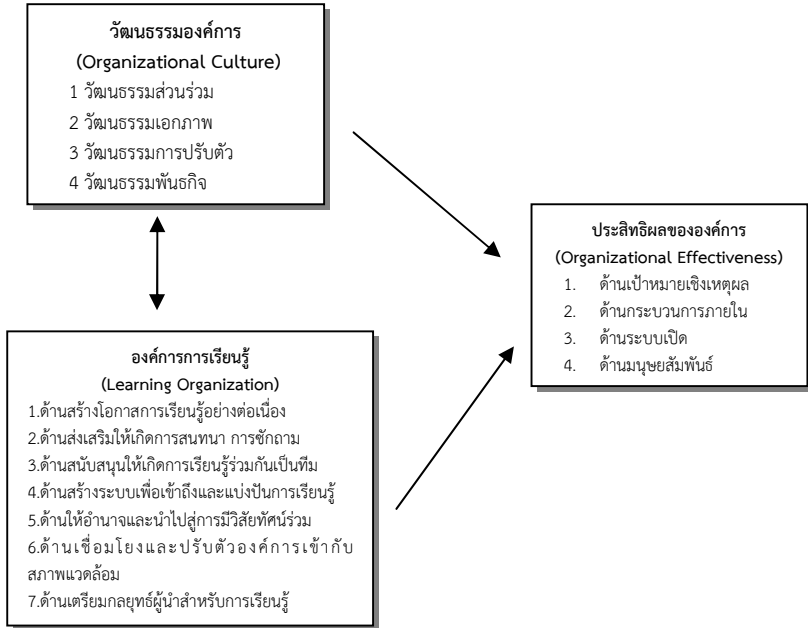 วัฒนธรรมองค์การ
(Organizational Culture)
1 วัฒนธรรมส่วนร่วม
2 วัฒนธรรมเอกภาพ
3 วัฒนธรรมการปรับตัว
4 วัฒนธรรมพันธกิจ
ประสิทธิผลขององค์การ
(Organizational Effectiveness)
1. ด้านเป้าหมายเชิงเหตุผล
2. ด้านกระบวนการภายใน
3. ด้านระบบเปิด
4. ด้านมนุษยสัมพันธ์
องค์การการเรียนรู้
(Learning Organization)
1.ด้านสร้างโอกาสการเรียนรู้อย่างต่อเนื่อง
2.ด้านส่งเสริมให้เกิดการสนทนา การซักถาม
3.ด้านสนับสนุนให้เกิดการเรียนรู้ร่วมกันเป็นทีม
4.ด้านสร้างระบบเพื่อเข้าถึงและแบ่งปันการเรียนรู้
5.ด้านให้อำนาจและนำไปสู่การมีวิสัยทัศน์ร่วม
6.ด้านเชื่อมโยงและปรับตัวองค์การเข้ากับ
สภาพแวดล้อม
7.ด้านเตรียมกลยุทธ์ผู้นำสำหรับการเรียนรู้